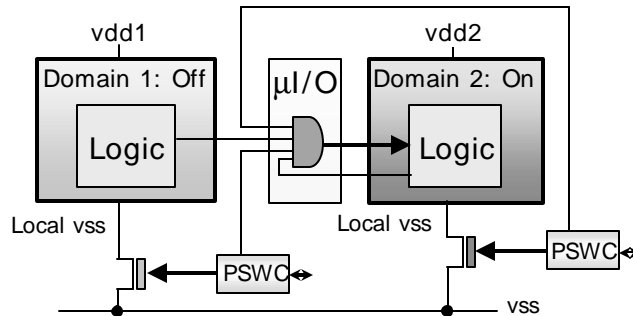 vdd1
vdd2
Domain 1: Off
μI/O
Domain 2: On
Logic
Logic
Local vss
Local vss
PSWC
PSWC
vss